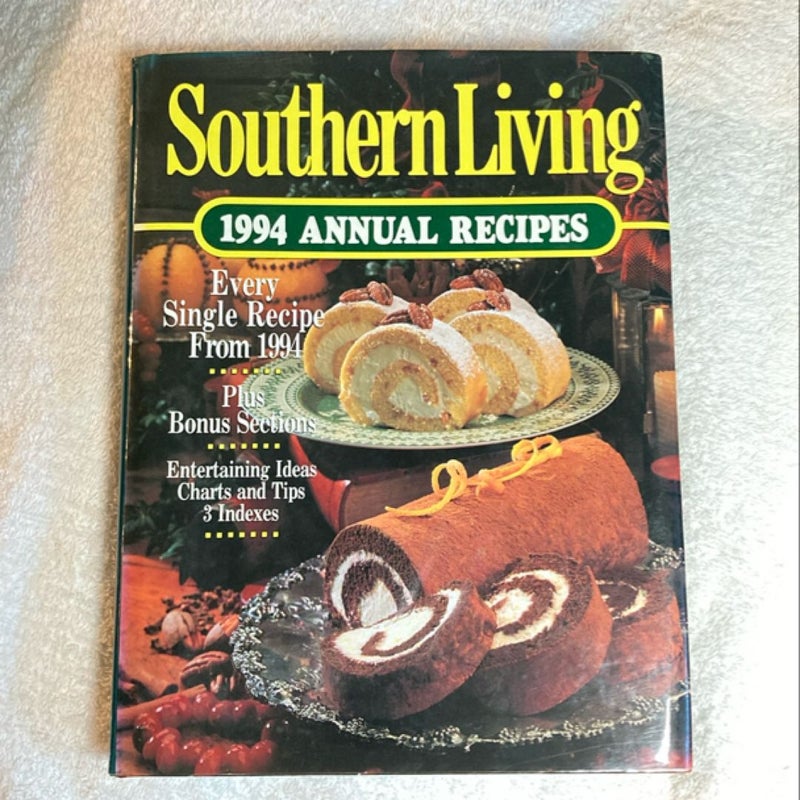 Southern Living
1994 ANNUAL RECIPES
Every
Single Recipe
From 1994
Plus
Bonus Sections
Entertaining Ideas
Charts and Tips
3 Indexes